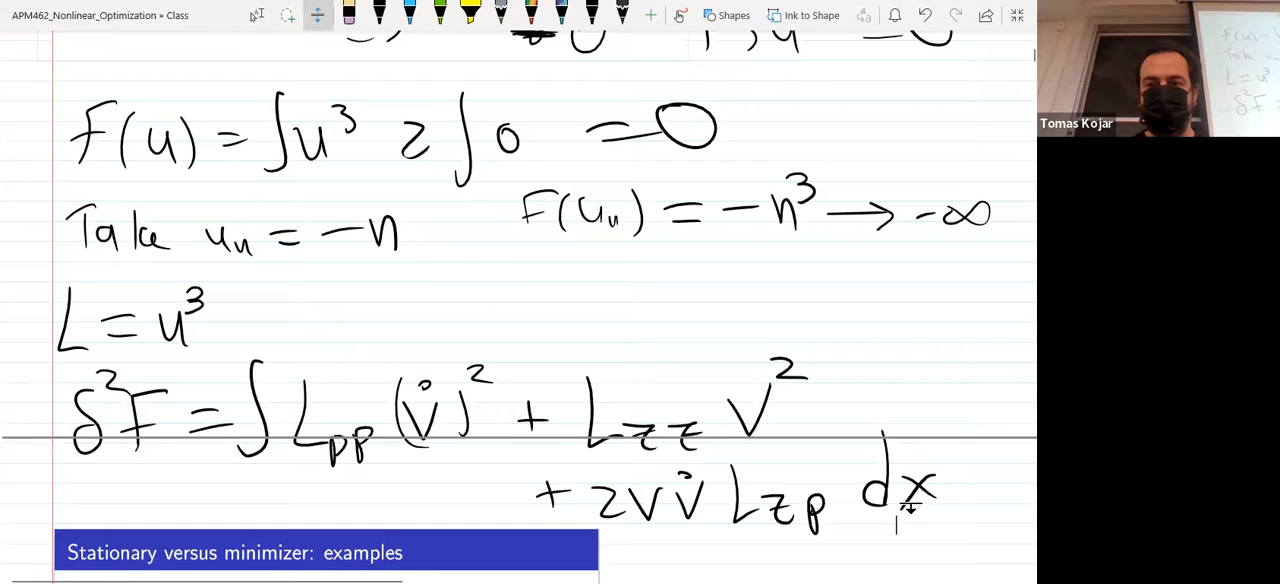 APM462_Nonlinear_Optimization » Class
Shapes
Ink to Shape
Tomas Kojar
F(u) = ∫u³ ≥ ∫0 = 0
Take uₙ = -n
F(uₙ) = -n³ → -∞
L = u³
δ²F = ∫ L_pp (v̊)² + L_zz v²
+ 2v v̊ L_zp dx
Stationary versus minimizer: examples